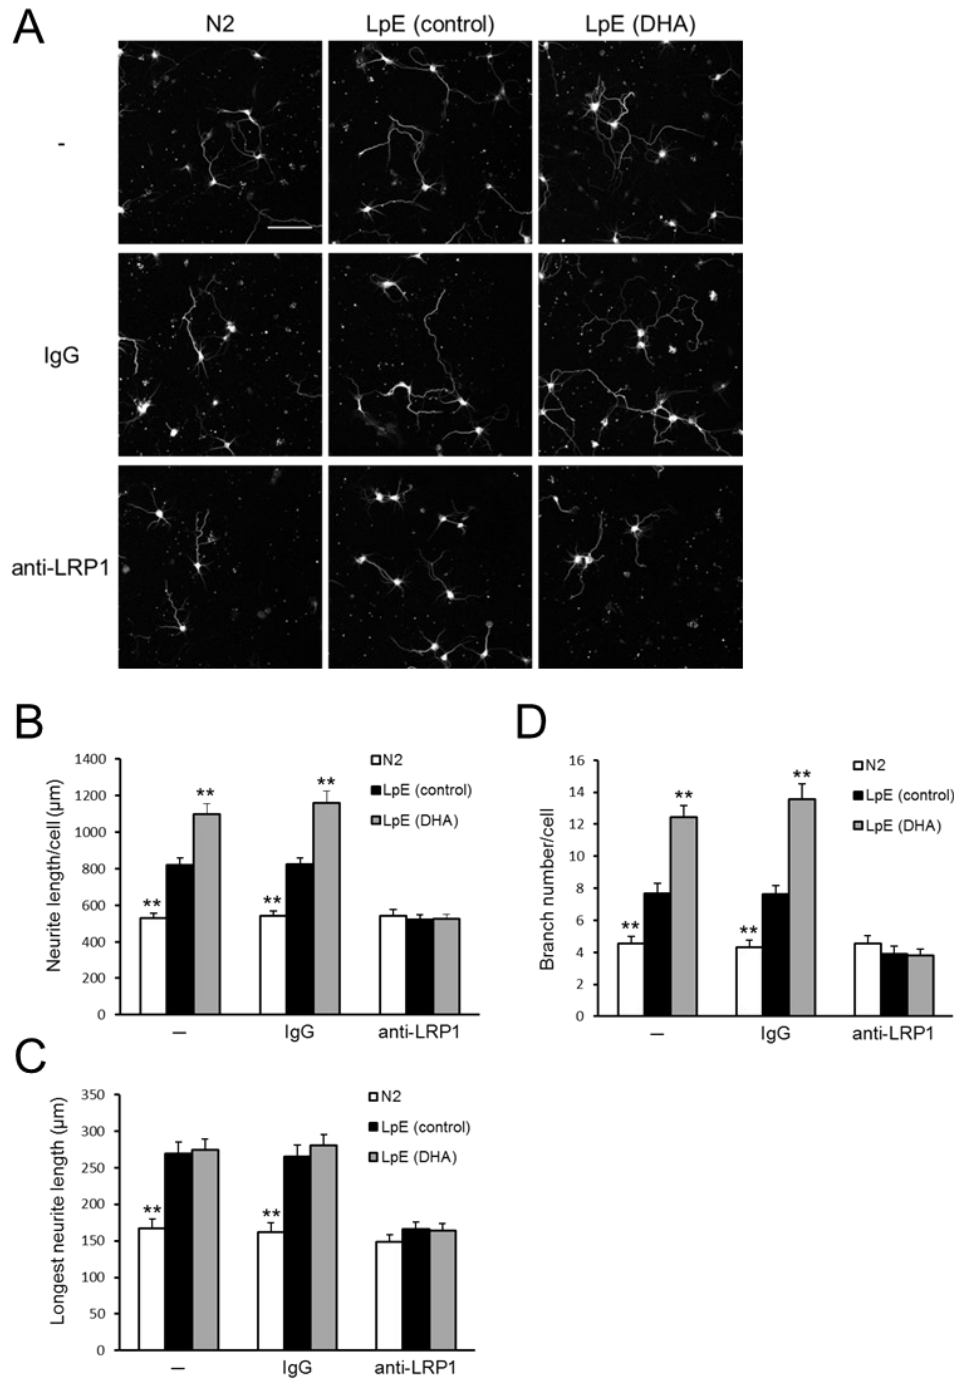 A
N2 LpE (control) LpE (DHA)
-
IgG
anti-LRP1
B
Neurite length/cell (µm)
1400
1200
1000
800
600
400
200
0
** ** ** **
N2
LpE (control)
LpE (DHA)
– IgG anti-LRP1
D
Branch number/cell
16
14
12
10
8
6
4
2
0
** ** ** **
N2
LpE (control)
LpE (DHA)
– IgG anti-LRP1
C
Longest neurite length (µm)
350
300
250
200
150
100
50
0
** **
N2
LpE (control)
LpE (DHA)
– IgG anti-LRP1